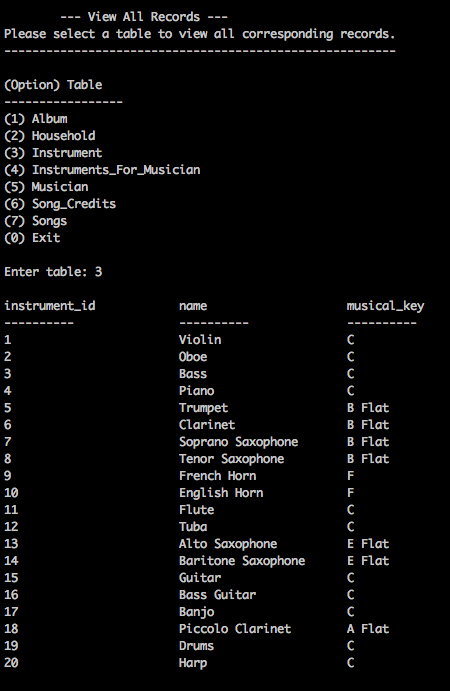 --- View All Records ---
Please select a table to view all corresponding records.
--------------------------------------------------------
(Option) Table
-----------------
(1) Album
(2) Household
(3) Instrument
(4) Instruments_For_Musician
(5) Musician
(6) Song_Credits
(7) Songs
(0) Exit
Enter table: 3
instrument_id name musical_key
---------- ---------- ----------
1 Violin C
2 Oboe C
3 Bass C
4 Piano C
5 Trumpet B Flat
6 Clarinet B Flat
7 Soprano Saxophone B Flat
8 Tenor Saxophone B Flat
9 French Horn F
10 English Horn F
11 Flute C
12 Tuba C
13 Alto Saxophone E Flat
14 Baritone Saxophone E Flat
15 Guitar C
16 Bass Guitar C
17 Banjo C
18 Piccolo Clarinet A Flat
19 Drums C
20 Harp C